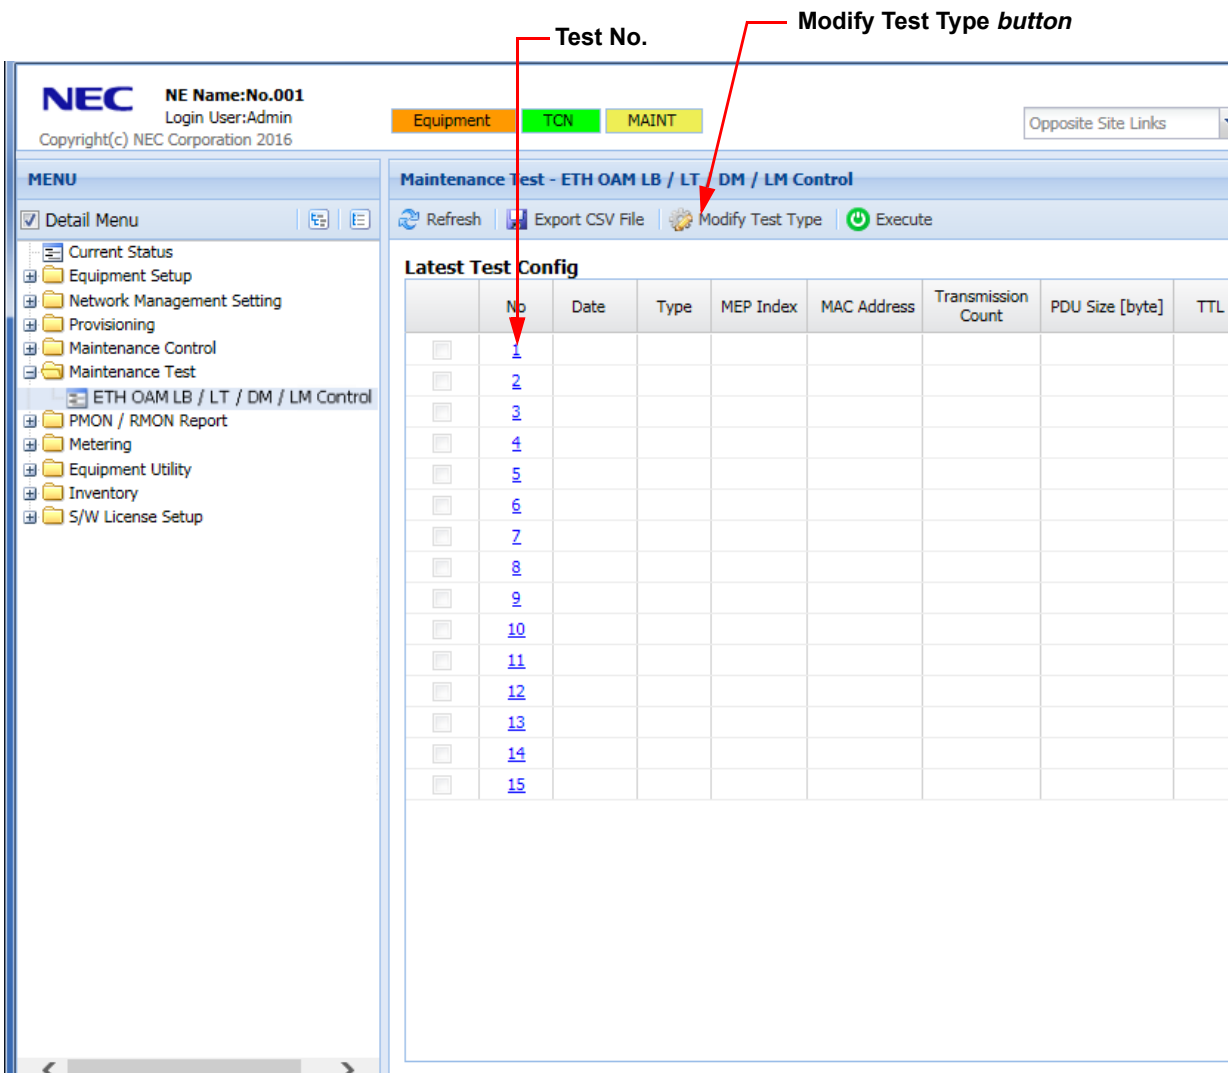 Modify Test Type button
Test No.
NEC
NE Name:No.001
Login User:Admin
Copyright(c) NEC Corporation 2016
Equipment
TCN
MAINT
Opposite Site Links
MENU
Detail Menu
Current Status
Equipment Setup
Network Management Setting
Provisioning
Maintenance Control
Maintenance Test
ETH OAM LB / LT / DM / LM Control
PMON / RMON Report
Metering
Equipment Utility
Inventory
S/W License Setup
Maintenance Test - ETH OAM LB / LT / DM / LM Control
Refresh
Export CSV File
Modify Test Type
Execute
Latest Test Config
No Date Type MEP Index MAC Address Transmission Count PDU Size [byte] TTL
1
2
3
4
5
6
7
8
9
10
11
12
13
14
15